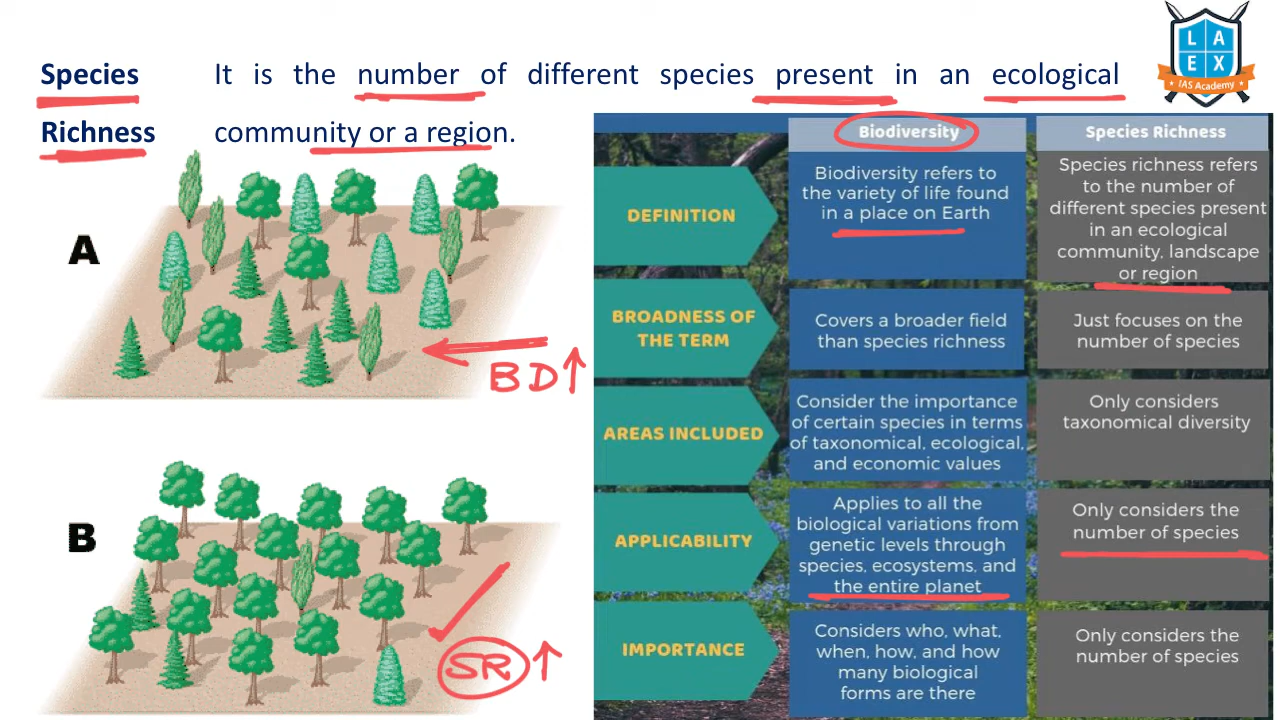 Species It is the number of different species present in an ecological
Richness community or a region.
L A
E X
IAS Academy
A
BD↑
B
SR↑
Biodiversity Species Richness
DEFINITION
Biodiversity refers to
the variety of life found
in a place on Earth
Species richness refers
to the number of
different species present
in an ecological
community, landscape
or region
BROADNESS OF
THE TERM
Covers a broader field
than species richness
Just focuses on the
number of species
AREAS INCLUDED
Consider the importance
of certain species in terms
of taxonomical, ecological,
and economic values
Only considers
taxonomical diversity
APPLICABILITY
Applies to all the
biological variations from
genetic levels through
species, ecosystems, and
the entire planet
Only considers the
number of species
IMPORTANCE
Considers who, what,
when, how, and how
many biological
forms are there
Only considers the
number of species